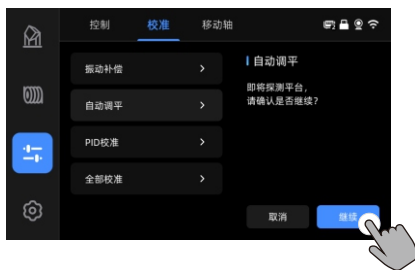 控制 校准 移动轴
振动补偿
自动调平
PID校准
全部校准
自动调平
即将探测平台，
请确认是否继续？
取消 继续